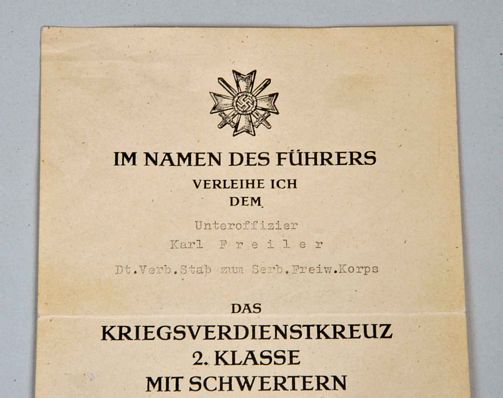 IM NAMEN DES FÜHRERS
VERLEIHE ICH
DEM
Unteroffizier
Karl Freiler
Dt.Verb.Stab zum Serb.Freiw.Korps
DAS
KRIEGSVERDIENSTKREUZ
2. KLASSE
MIT SCHWERTERN